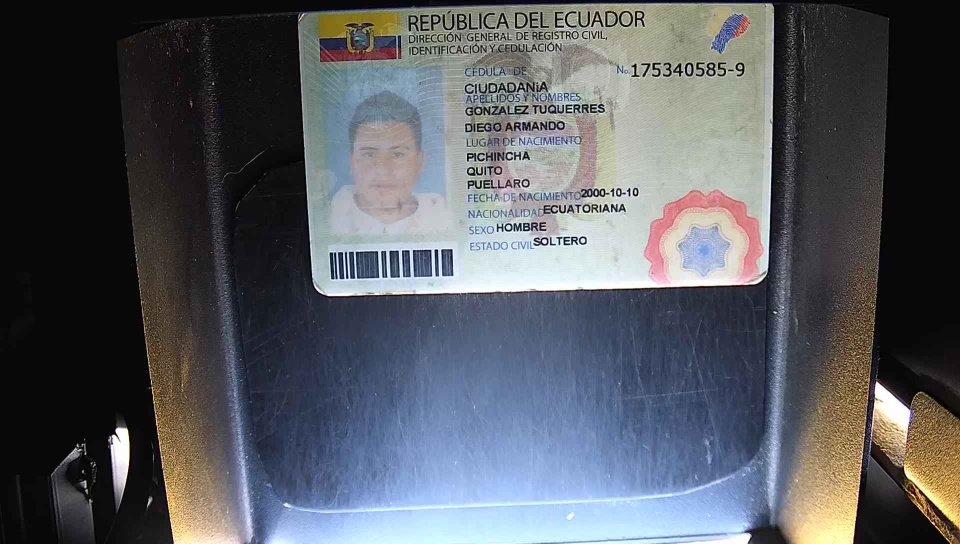 REPÚBLICA DEL ECUADOR
DIRECCIÓN GENERAL DE REGISTRO CIVIL,
IDENTIFICACIÓN Y CEDULACIÓN
CÉDULA DE No. 175340585-9
CIUDADANíA
APELLIDOS Y NOMBRES
GONZALEZ TUQUERRES
DIEGO ARMANDO
LUGAR DE NACIMIENTO
PICHINCHA
QUITO
PUELLARO
FECHA DE NACIMIENTO 2000-10-10
NACIONALIDAD ECUATORIANA
SEXO HOMBRE
ESTADO CIVIL SOLTERO